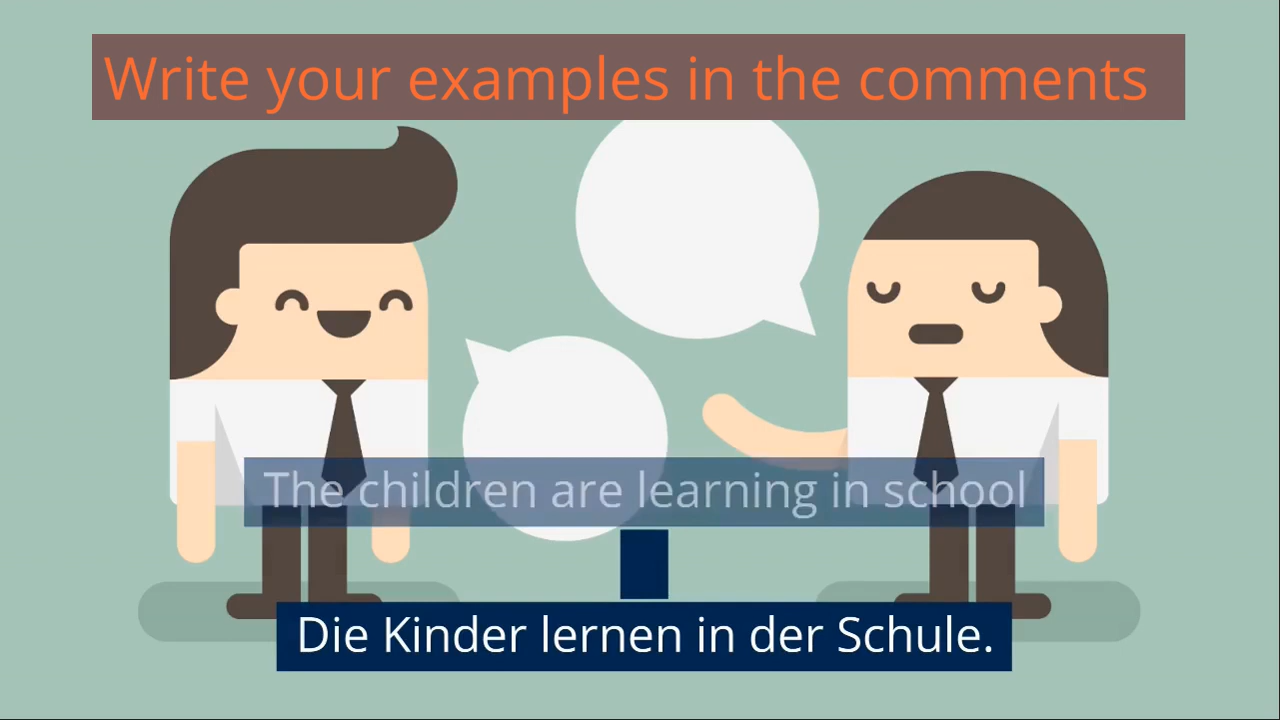 Write your examples in the comments
The children are learning in school
Die Kinder lernen in der Schule.